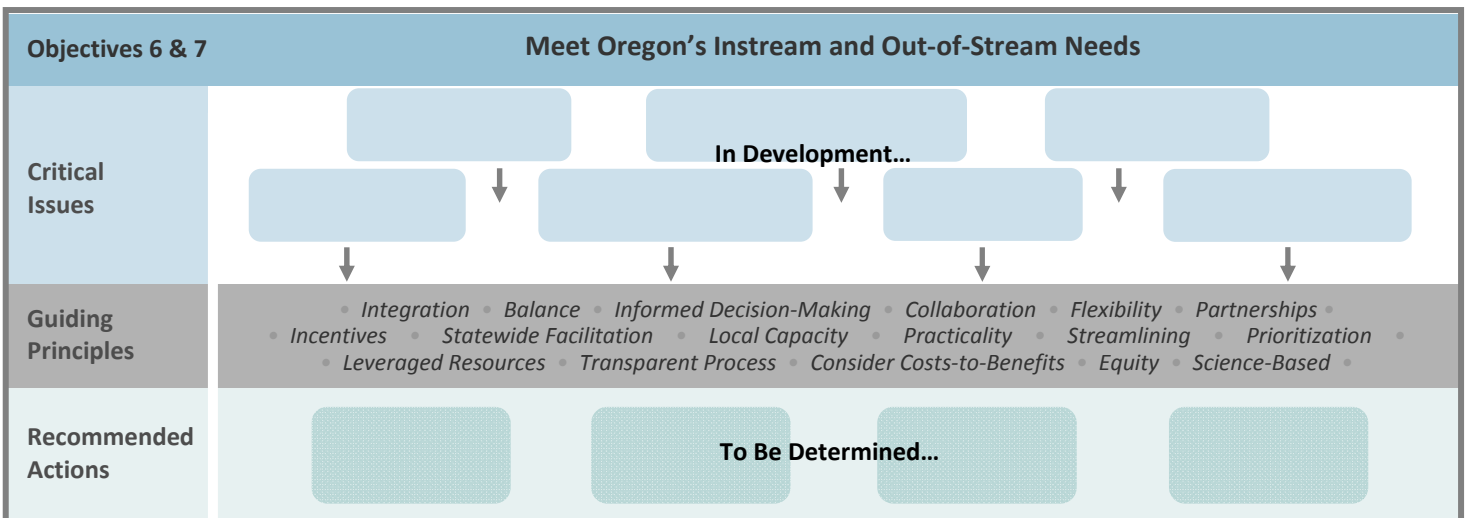 Objectives 6 & 7
Meet Oregon’s Instream and Out-of-Stream Needs
Critical
Issues
In Development…
Guiding
Principles
• Integration • Balance • Informed Decision-Making • Collaboration • Flexibility • Partnerships •
• Incentives • Statewide Facilitation • Local Capacity • Practicality • Streamlining • Prioritization •
• Leveraged Resources • Transparent Process • Consider Costs-to-Benefits • Equity • Science-Based •
Recommended
Actions
To Be Determined…